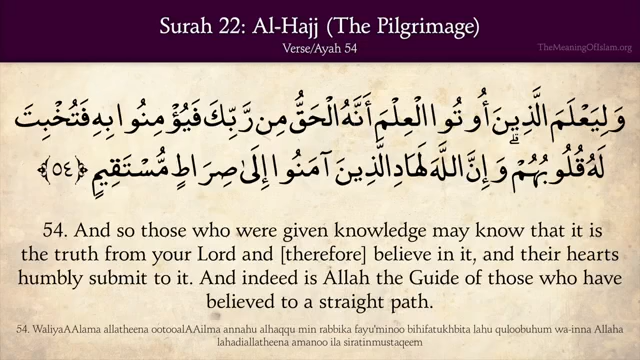 Surah 22: Al-Hajj (The Pilgrimage)
Verse/Ayah 54
TheMeaningOfIslam.org
وَلِيَعْلَمَ الَّذِينَ أُوتُوا الْعِلْمَ أَنَّهُ الْحَقُّ مِن رَّبِّكَ فَيُؤْمِنُوا بِهِ فَتُخْبِتَ
لَهُ قُلُوبُهُمْ ۗ وَإِنَّ اللَّهَ لَهَادِ الَّذِينَ آمَنُوا إِلَىٰ صِرَاطٍ مُّسْتَقِيمٍ ﴿٥٤﴾
54. And so those who were given knowledge may know that it is
the truth from your Lord and [therefore] believe in it, and their hearts
humbly submit to it. And indeed is Allah the Guide of those who have
believed to a straight path.
54. WaliyaAAlama allatheena ootooalAAilma annahu alhaqqu min rabbika fayu'minoo bihifatukhbita lahu quloobuhum wa-inna Allaha
lahadiallatheena amanoo ila siratinmustaqeem